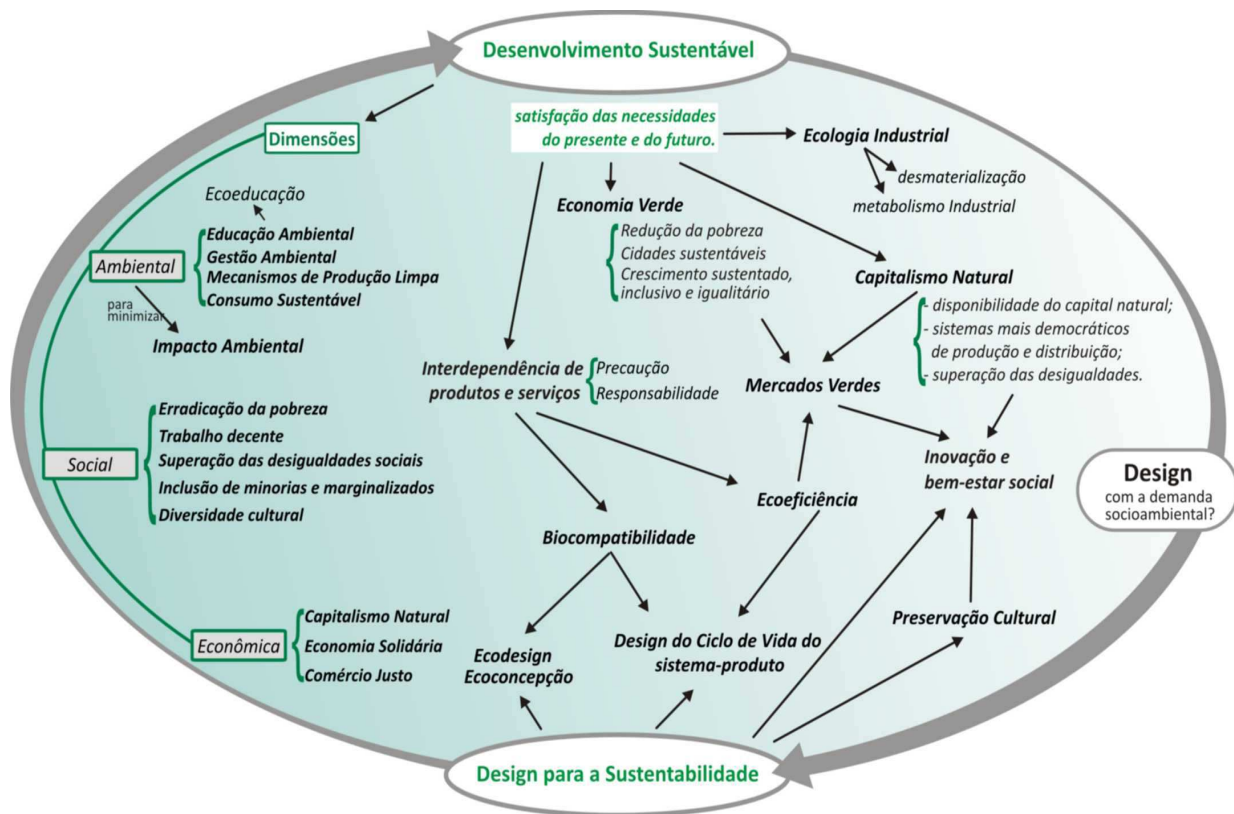 Desenvolvimento Sustentável
Dimensões
satisfação das necessidades
do presente e do futuro.
Ecologia Industrial
desmaterialização
metabolismo Industrial
Ecoeducação
Educação Ambiental
Gestão Ambiental
Mecanismos de Produção Limpa
Consumo Sustentável
Ambiental
para
minimizar
Impacto Ambiental
Economia Verde
Redução da pobreza
Cidades sustentáveis
Crescimento sustentado,
inclusivo e igualitário
Capitalismo Natural
- disponibilidade do capital natural;
- sistemas mais democráticos
de produção e distribuição;
- superação das desigualdades.
Interdependência de
produtos e serviços
Precaução
Responsabilidade
Mercados Verdes
Social
Erradicação da pobreza
Trabalho decente
Superação das desigualdades sociais
Inclusão de minorias e marginalizados
Diversidade cultural
Inovação e
bem-estar social
Design
com a demanda
socioambiental?
Ecoeficiência
Biocompatibilidade
Econômica
Capitalismo Natural
Economia Solidária
Comércio Justo
Ecodesign
Ecoconcepção
Design do Ciclo de Vida do
sistema-produto
Preservação Cultural
Design para a Sustentabilidade